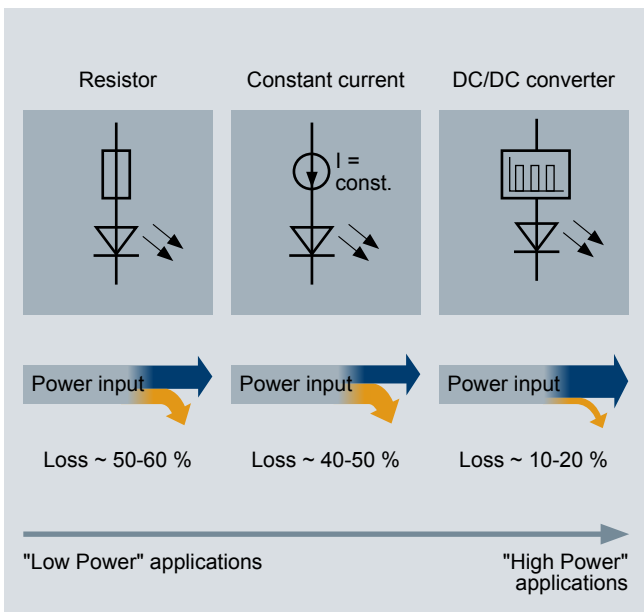 Resistor
Constant current
DC/DC converter
I =
const.
Power input
Power input
Power input
Loss ~ 50-60 %
Loss ~ 40-50 %
Loss ~ 10-20 %
"Low Power" applications
"High Power"
applications